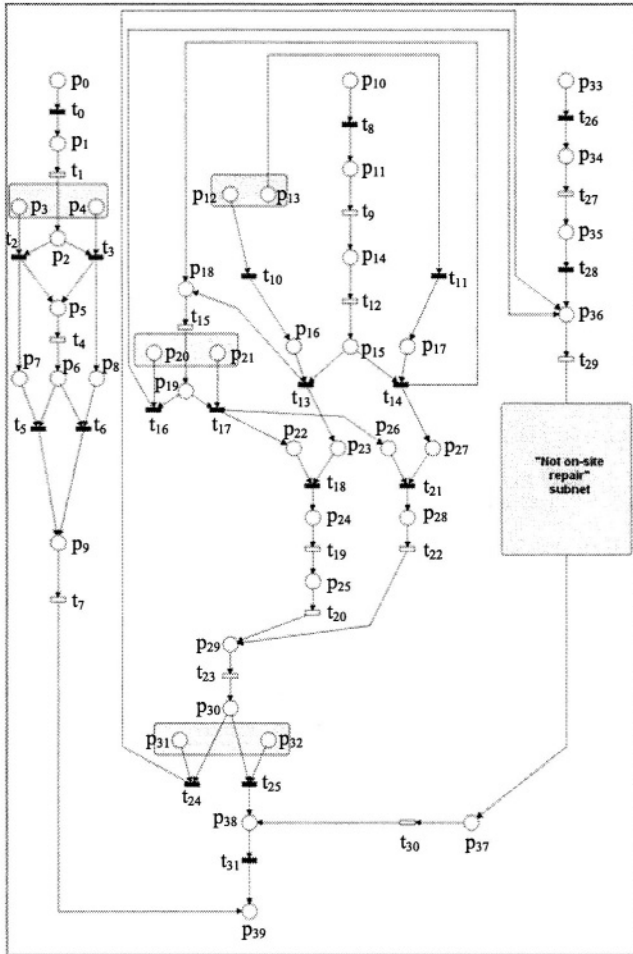 p0 p10 p33
t0 t8 t26
p1 p11 p34
t1
p12 p13 t27
p3 p4 t9
t2 p2 t3 p14 p35
p18 t10 t11 t28
p5 t15 t12 p36
t4 p16 p15 p17
p7 p6 p8 p20 p21 t29
p19 t13 t14
t5 t6 t16 t17 p22 p23 p26 p27
"Not on-site
repair"
subnet
t18 t21
p24 p28
p9 t19 t22
p25
t7 t20
p29
t23
p30
p31 p32
t24 t25
p38 t30 p37
t31
p39